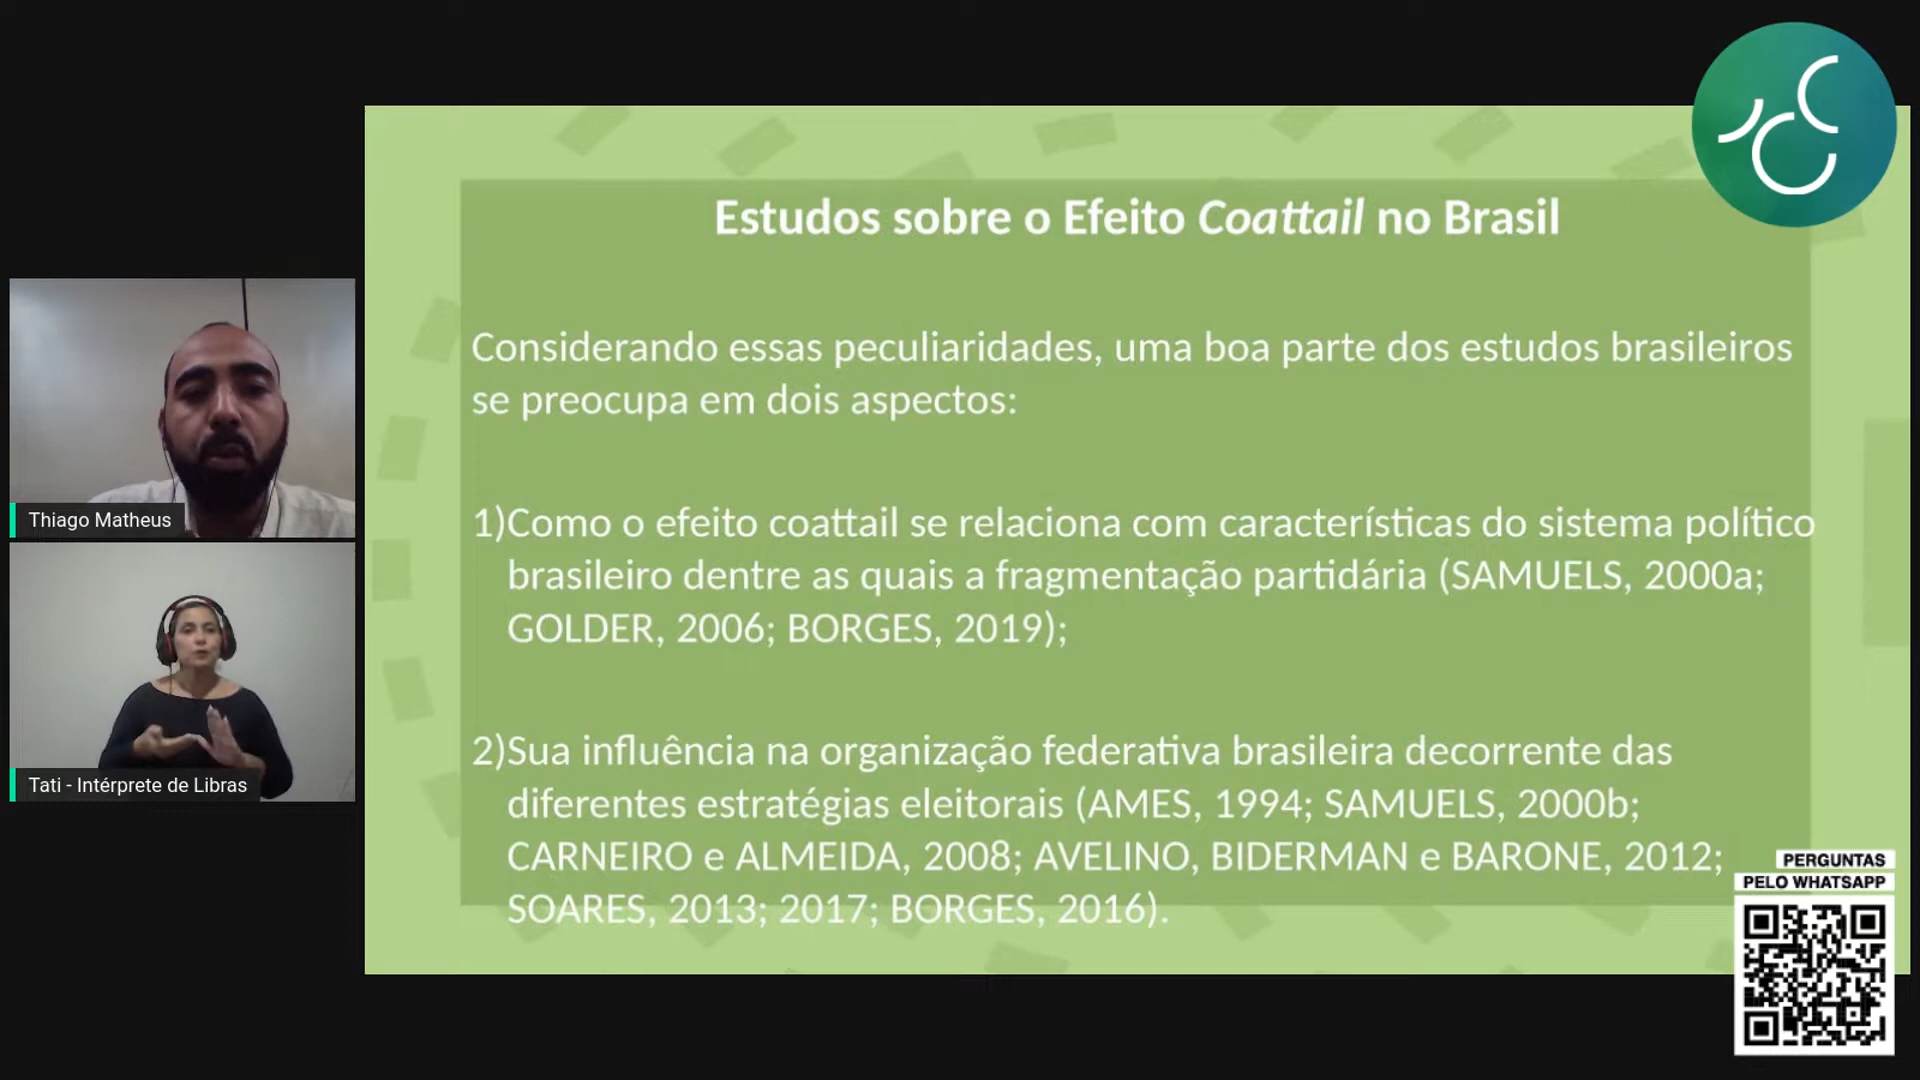 Estudos sobre o Efeito Coattail no Brasil
Considerando essas peculiaridades, uma boa parte dos estudos brasileiros
se preocupa em dois aspectos:
1)Como o efeito coattail se relaciona com características do sistema político
brasileiro dentre as quais a fragmentação partidária (SAMUELS, 2000a;
GOLDER, 2006; BORGES, 2019);
2)Sua influência na organização federativa brasileira decorrente das
diferentes estratégias eleitorais (AMES, 1994; SAMUELS, 2000b;
CARNEIRO e ALMEIDA, 2008; AVELINO, BIDERMAN e BARONE, 2012;
SOARES, 2013; 2017; BORGES, 2016).
Thiago Matheus
Tati - Intérprete de Libras
PERGUNTAS
PELO WHATSAPP